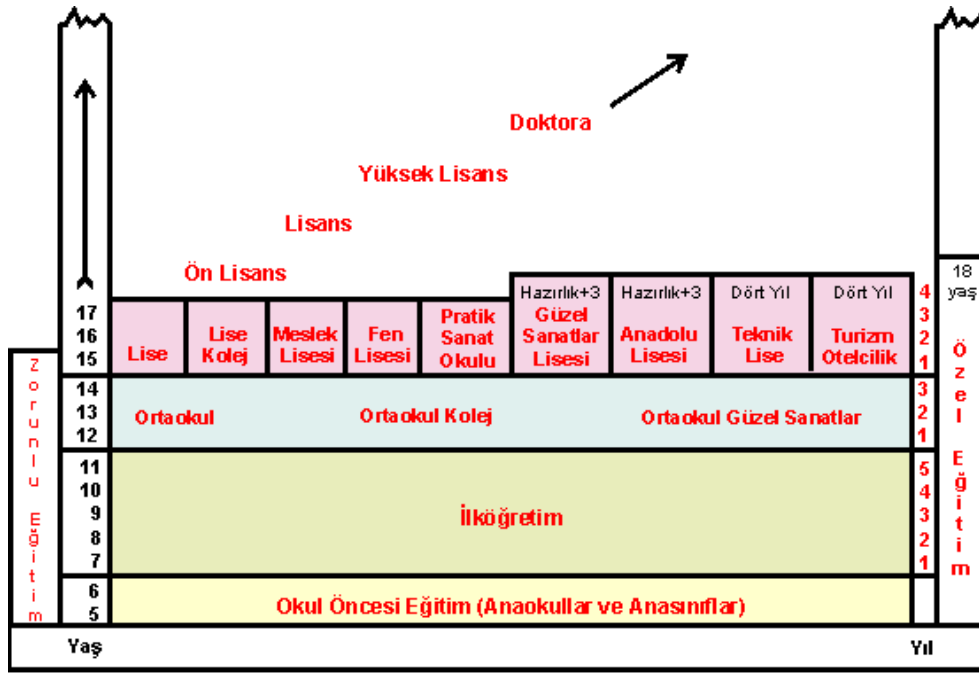 Doktora
Yüksek Lisans
Lisans
Ön Lisans
18
yaş
Hazırlık+3
Hazırlık+3
Dört Yıl
Dört Yıl
17
16
15
Lise
Lise
Kolej
Meslek
Lisesi
Fen
Lisesi
Pratik
Sanat
Okulu
Güzel
Sanatlar
Lisesi
Anadolu
Lisesi
Teknik
Lise
Turizm
Otelcilik
4
3
2
1
14
13
12
Ortaokul
Ortaokul Kolej
Ortaokul Güzel Sanatlar
3
2
1
11
10
9
8
7
İlköğretim
5
4
3
2
1
6
5
Okul Öncesi Eğitim (Anaokullar ve Anasınıflar)
Zorunlu Eğitim
Özel Eğitim
Yaş
Yıl